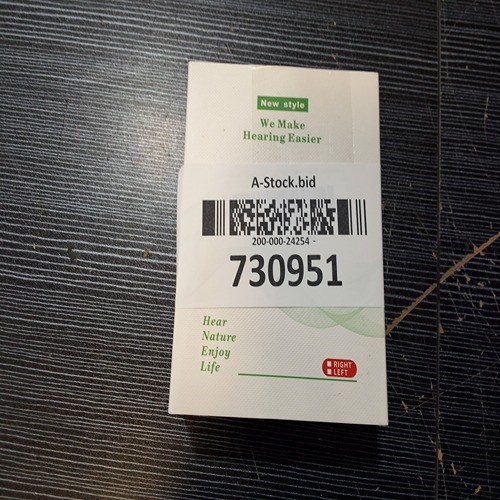 New style
We Make
Hearing Easier
A-Stock.bid
200-000-24254 -
730951
Hear
Nature
Enjoy
Life
RIGHT
LEFT